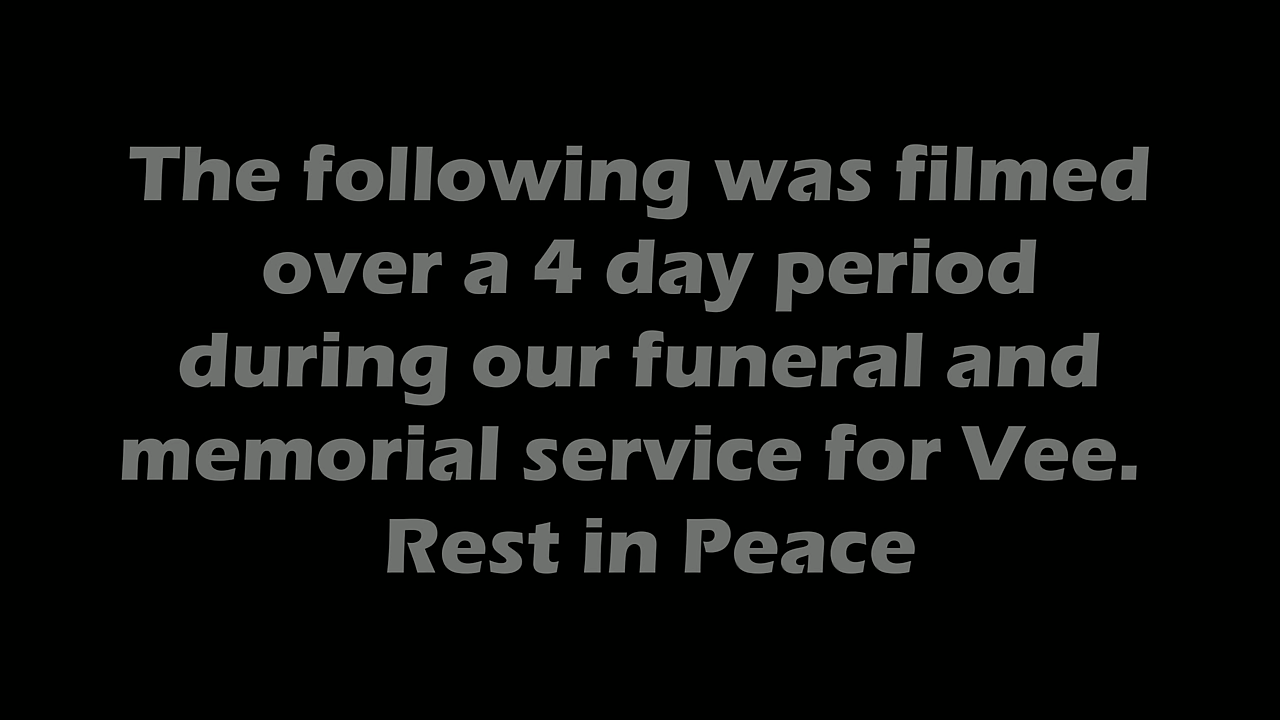 The following was filmed
over a 4 day period
during our funeral and
memorial service for Vee.
Rest in Peace